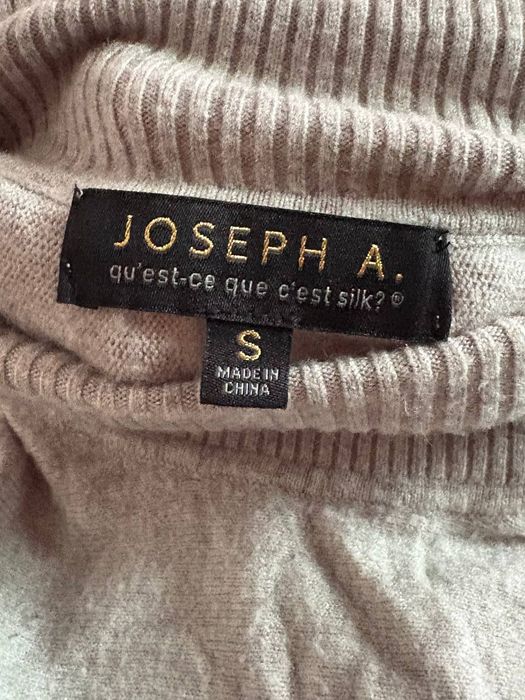 JOSEPH A.
qu'est-ce que c'est silk? ©
S
MADE IN
CHINA